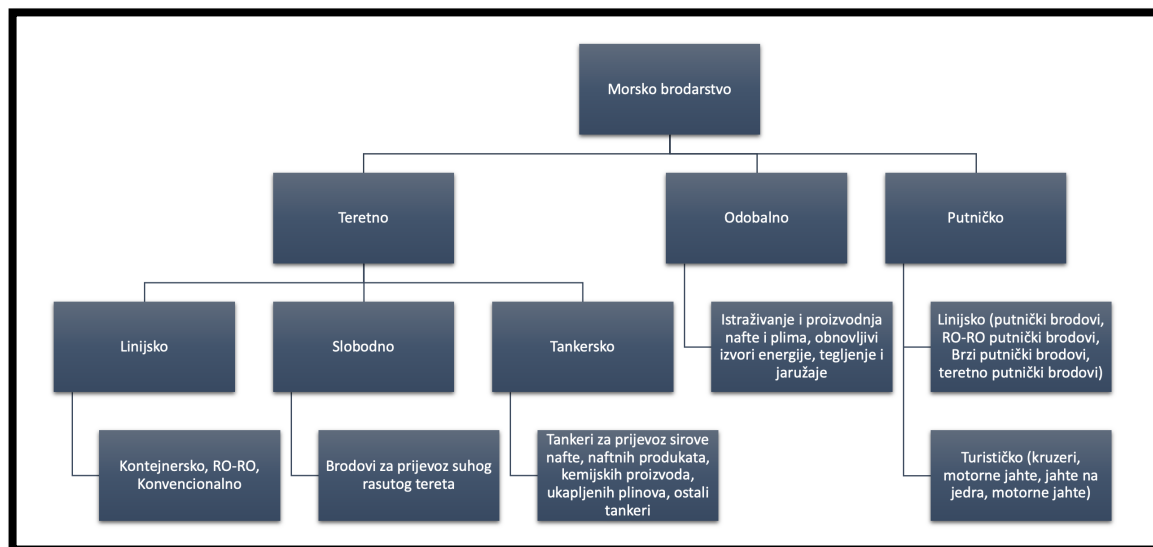 Morsko brodarstvo
Teretno
Odobalno
Putničko
Linijsko
Slobodno
Tankersko
Istraživanje i proizvodnja
nafte i plima, obnovljivi
izvori energije, tegljenje i
jaružaje
Linijsko (putnički brodovi,
RO-RO putnički brodovi,
Brzi putnički brodovi,
teretno putnički brodovi)
Kontejnersko, RO-RO,
Konvencionalno
Brodovi za prijevoz suhog
rasutog tereta
Tankeri za prijevoz sirove
nafte, naftnih produkata,
kemijskih proizvoda,
ukapljenih plinova, ostali
tankeri
Turističko (kruzeri,
motorne jahte, jahte na
jedra, motorne jahte)